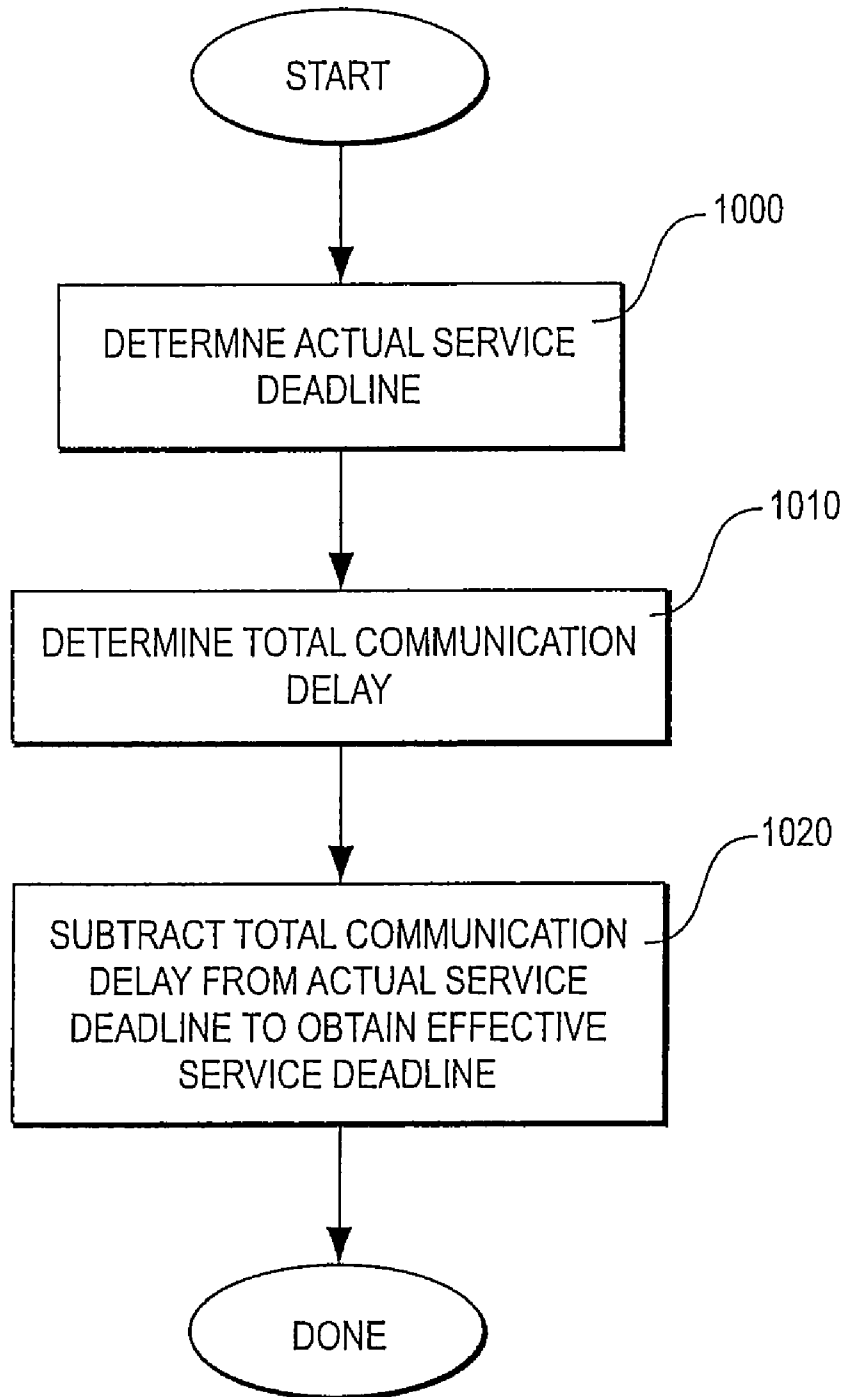 START
1000
DETERMNE ACTUAL SERVICE
DEADLINE
1010
DETERMINE TOTAL COMMUNICATION
DELAY
1020
SUBTRACT TOTAL COMMUNICATION
DELAY FROM ACTUAL SERVICE
DEADLINE TO OBTAIN EFFECTIVE
SERVICE DEADLINE
DONE